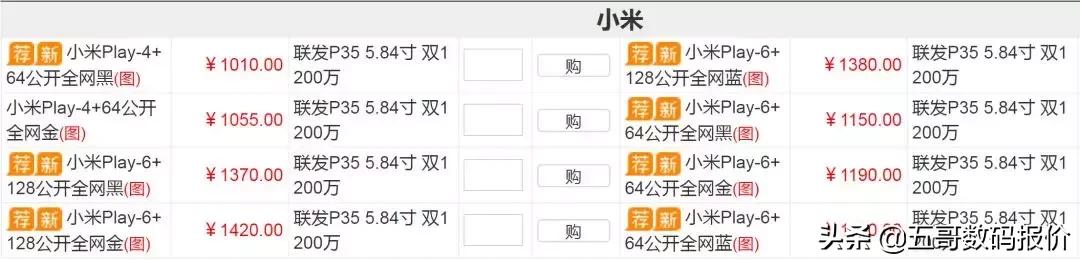 小米
荐 新 小米Play-4+
64公开全网黑(图)
¥1010.00
联发P35 5.84寸 双1
200万
购
荐 新 小米Play-6+
128公开全网蓝(图)
¥1380.00
联发P35 5.84寸 双1
200万
小米Play-4+64公开
全网金(图)
¥1055.00
联发P35 5.84寸 双1
200万
购
荐 新 小米Play-6+
64公开全网黑(图)
¥1150.00
联发P35 5.84寸 双1
200万
荐 新 小米Play-6+
128公开全网黑(图)
¥1370.00
联发P35 5.84寸 双1
200万
购
荐 新 小米Play-6+
64公开全网金(图)
¥1190.00
联发P35 5.84寸 双1
200万
荐 新 小米Play-6+
128公开全网金(图)
¥1420.00
联发P35 5.84寸 双1
200万
购
荐 新 小米Play-6+
64公开全网蓝(图)
联发P35 5.84寸 双1
200万
头条 @五哥数码报价